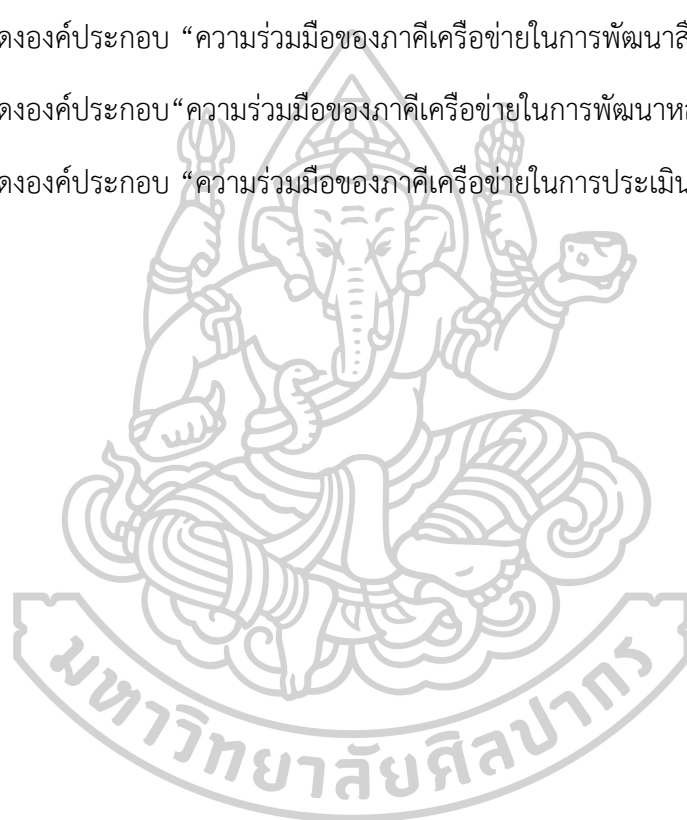 ดงองค์ประกอบ “ความร่วมมือของภาคีเครือข่ายในการพัฒนาสื
ดงองค์ประกอบ“ความร่วมมือของภาคีเครือข่ายในการพัฒนาหล
ดงองค์ประกอบ “ความร่วมมือของภาคีเครือข่ายในการประเมิน
มหาวิทยาลัยศิลปากร